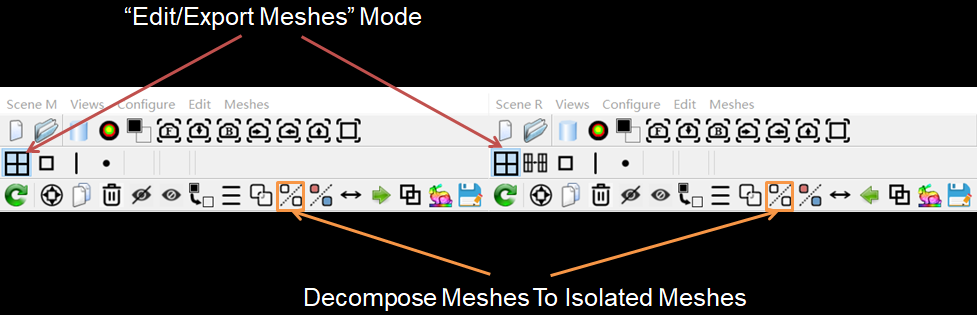 “Edit/Export Meshes” Mode
Scene M Views Configure Edit Meshes Scene R Views Configure Edit Meshes
F B F B
Decompose Meshes To Isolated Meshes